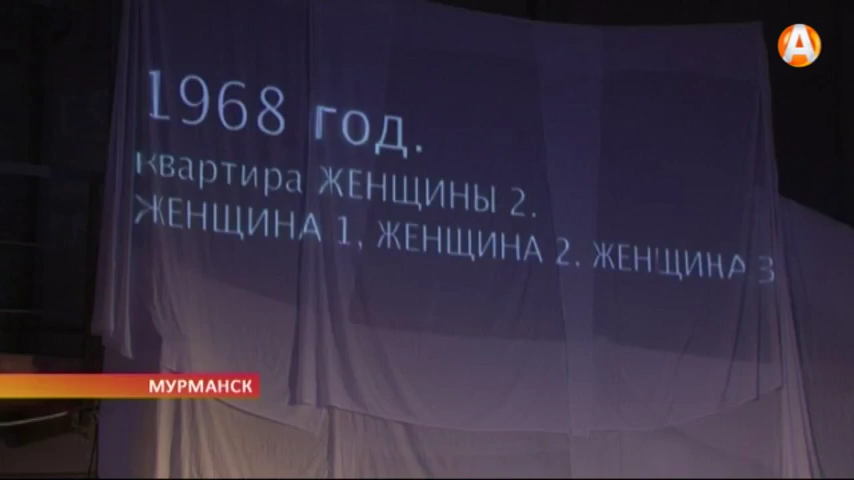 А
1968 год.
квартира ЖЕНЩИНЫ 2.
ЖЕНЩИНА 1, ЖЕНЩИНА 2. ЖЕНЩИНА 3
МУРМАНСК